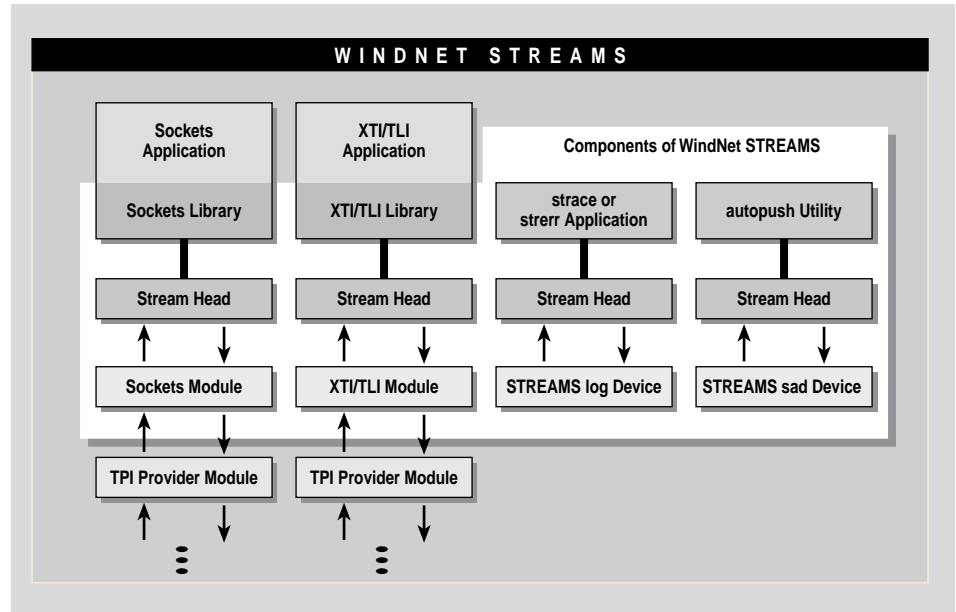 WINDNET STREAMS
Sockets
Application
Sockets Library
XTI/TLI
Application
XTI/TLI Library
Components of WindNet STREAMS
strace or
strerr Application
autopush Utility
Stream Head
Stream Head
Stream Head
Stream Head
Sockets Module
XTI/TLI Module
STREAMS log Device
STREAMS sad Device
TPI Provider Module
TPI Provider Module